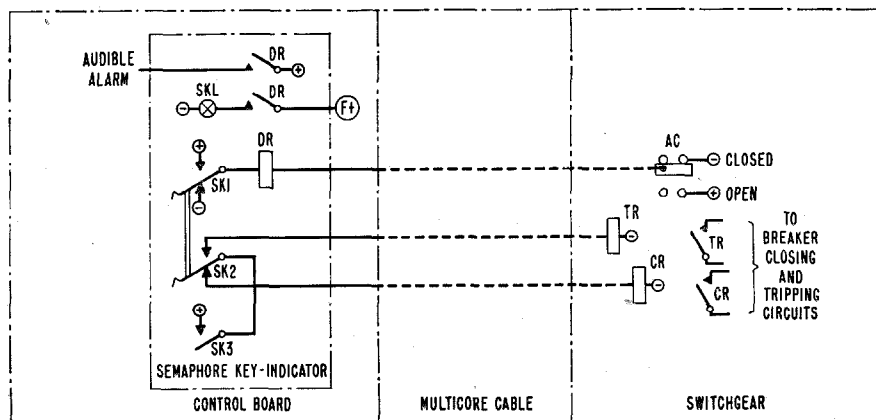 AUDIBLE
ALARM
DR
+
SKL
DR
−
Ft
+
DR
SK1
−
SK2
+
SK3
SEMAPHORE KEY-INDICATOR
CONTROL BOARD
MULTICORE CABLE
AC
− CLOSED
+ OPEN
TR
−
CR
−
TR
CR
TO
BREAKER
CLOSING
AND
TRIPPING
CIRCUITS
SWITCHGEAR